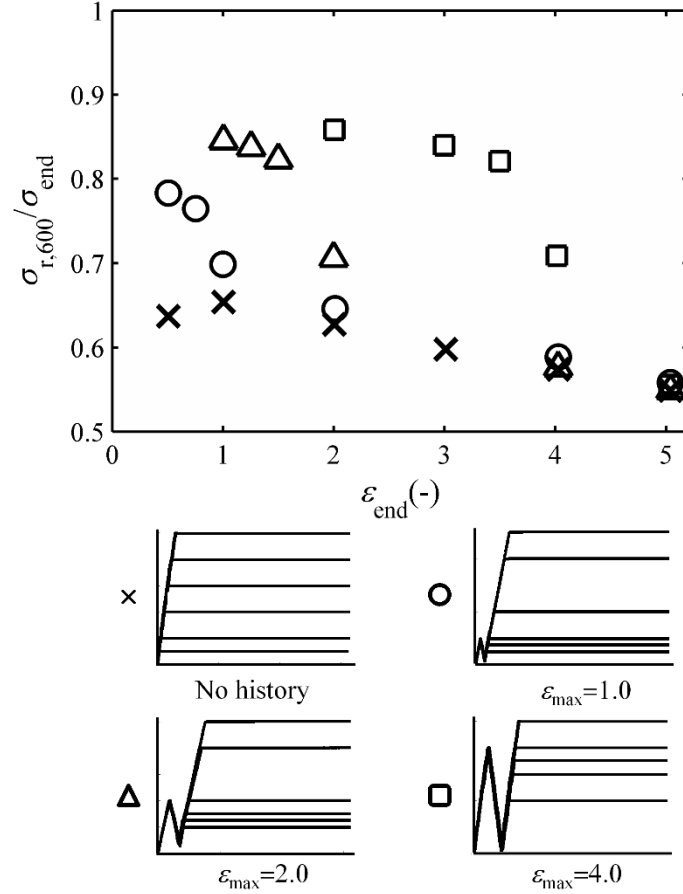 1
0.9
0.8
0.7
0.6
0.5
σr,600/σend
0 1 2 3 4 5
εend(-)
No history
εmax=1.0
εmax=2.0
εmax=4.0